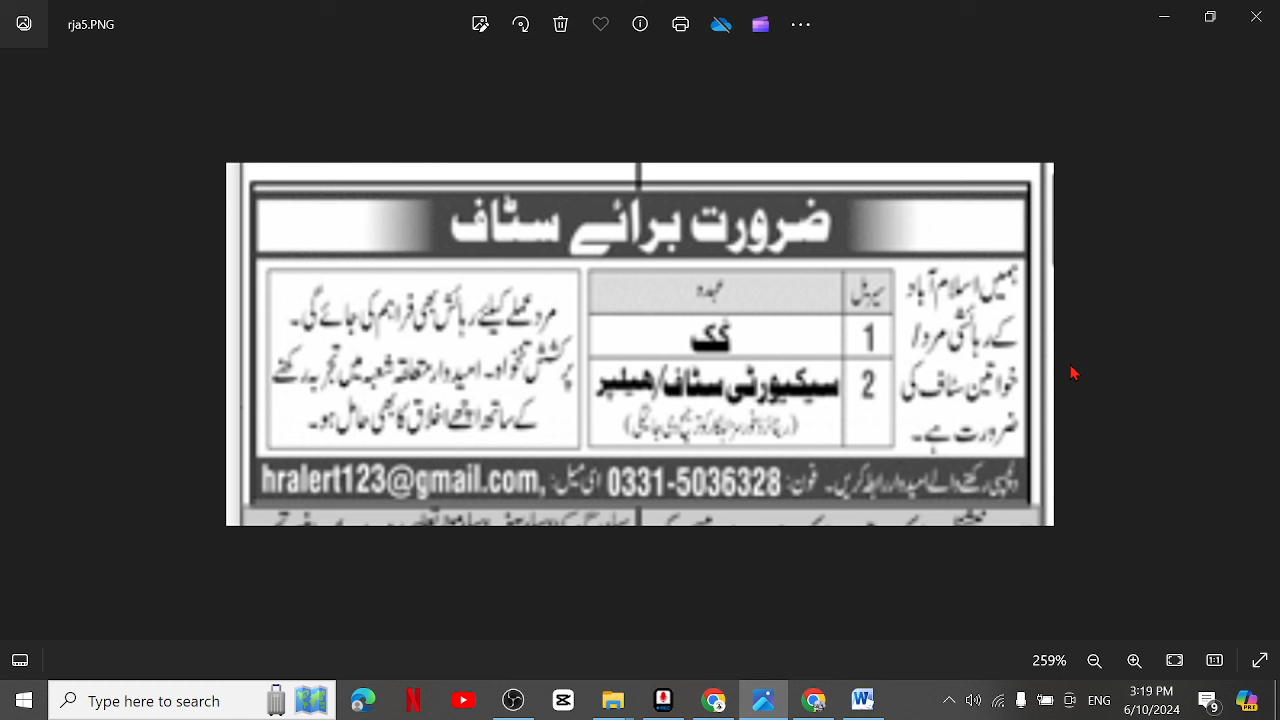 rja5.PNG
ضرورت برائے سٹاف
ہمیں اسلام آباد
کے رہائشی مرد/
خواتین سٹاف کی
ضرورت ہے۔
سیریل عہدہ
1 کک
2 سیکیورٹی سٹاف/ہیلپر
مرد عملے کیلئے رہائش بھی فراہم کی جائے گی۔
پرکشش تنخواہ۔ امیدوار متعلقہ شعبہ میں تجربہ رکھنے
کے ساتھ اچھے اخلاق کا بھی حامل ہو۔
دلچسپی رکھنے والے امیدوار رابطہ کریں۔ فون: 0331-5036328 ای میل: hralert123@gmail.com,
259%
Type here to search
ENG
3:19 PM
6/10/2024
9